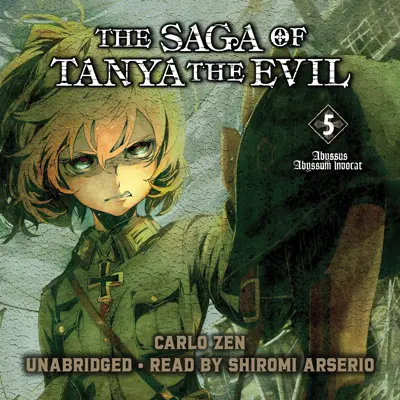 THE SAGA OF
TANYA THE EVIL
5
Abyssus
Abyssum Invocat
CARLO ZEN
UNABRIDGED • READ BY SHIROMI ARSERIO